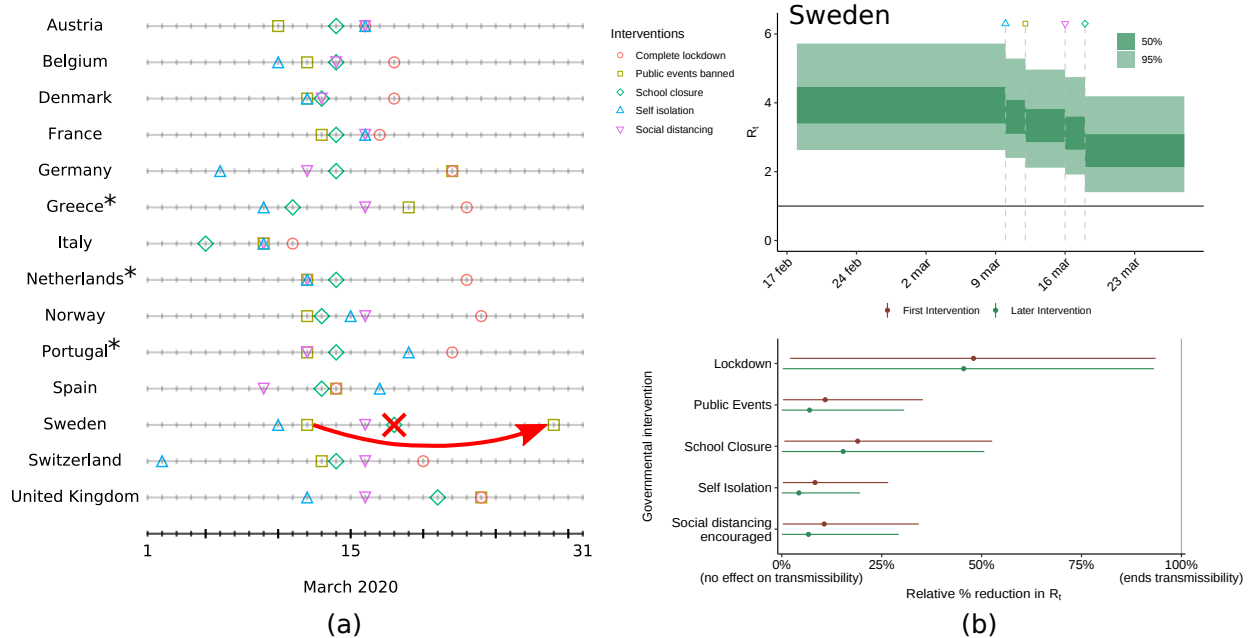 Austria
Belgium
Denmark
France
Germany
Greece*
Italy
Netherlands*
Norway
Portugal*
Spain
Sweden
Switzerland
United Kingdom
1 15 31
March 2020
(a)
Interventions
Complete lockdown
Public events banned
School closure
Self isolation
Social distancing
Sweden
50%
95%
Rt
6
4
2
0
17 feb 24 feb 2 mar 9 mar 16 mar 23 mar
First Intervention Later Intervention
Governmental intervention
Lockdown
Public Events
School Closure
Self Isolation
Social distancing
encouraged
0% 25% 50% 75% 100%
(no effect on transmissibility) (ends transmissibility)
Relative % reduction in Rt
(b)